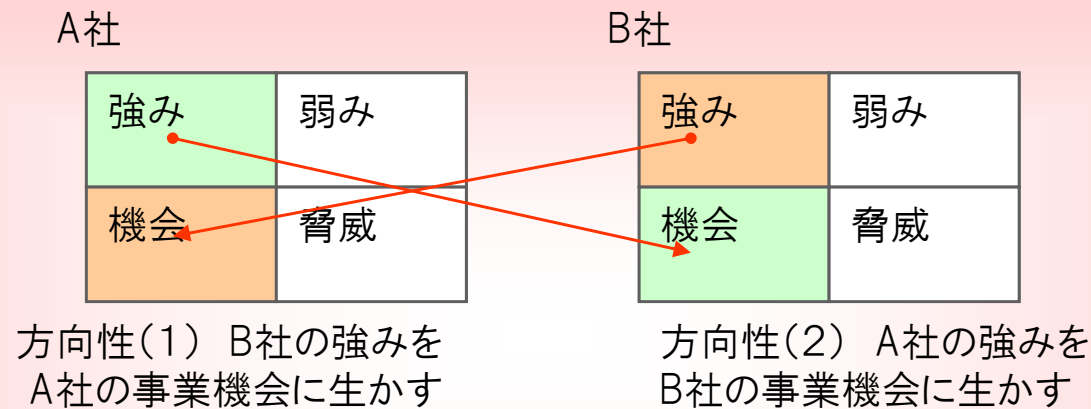 A社
B社
強み 弱み
強み 弱み
機会 脅威
機会 脅威
方向性(1) B社の強みを
A社の事業機会に生かす
方向性(2) A社の強みを
B社の事業機会に生かす